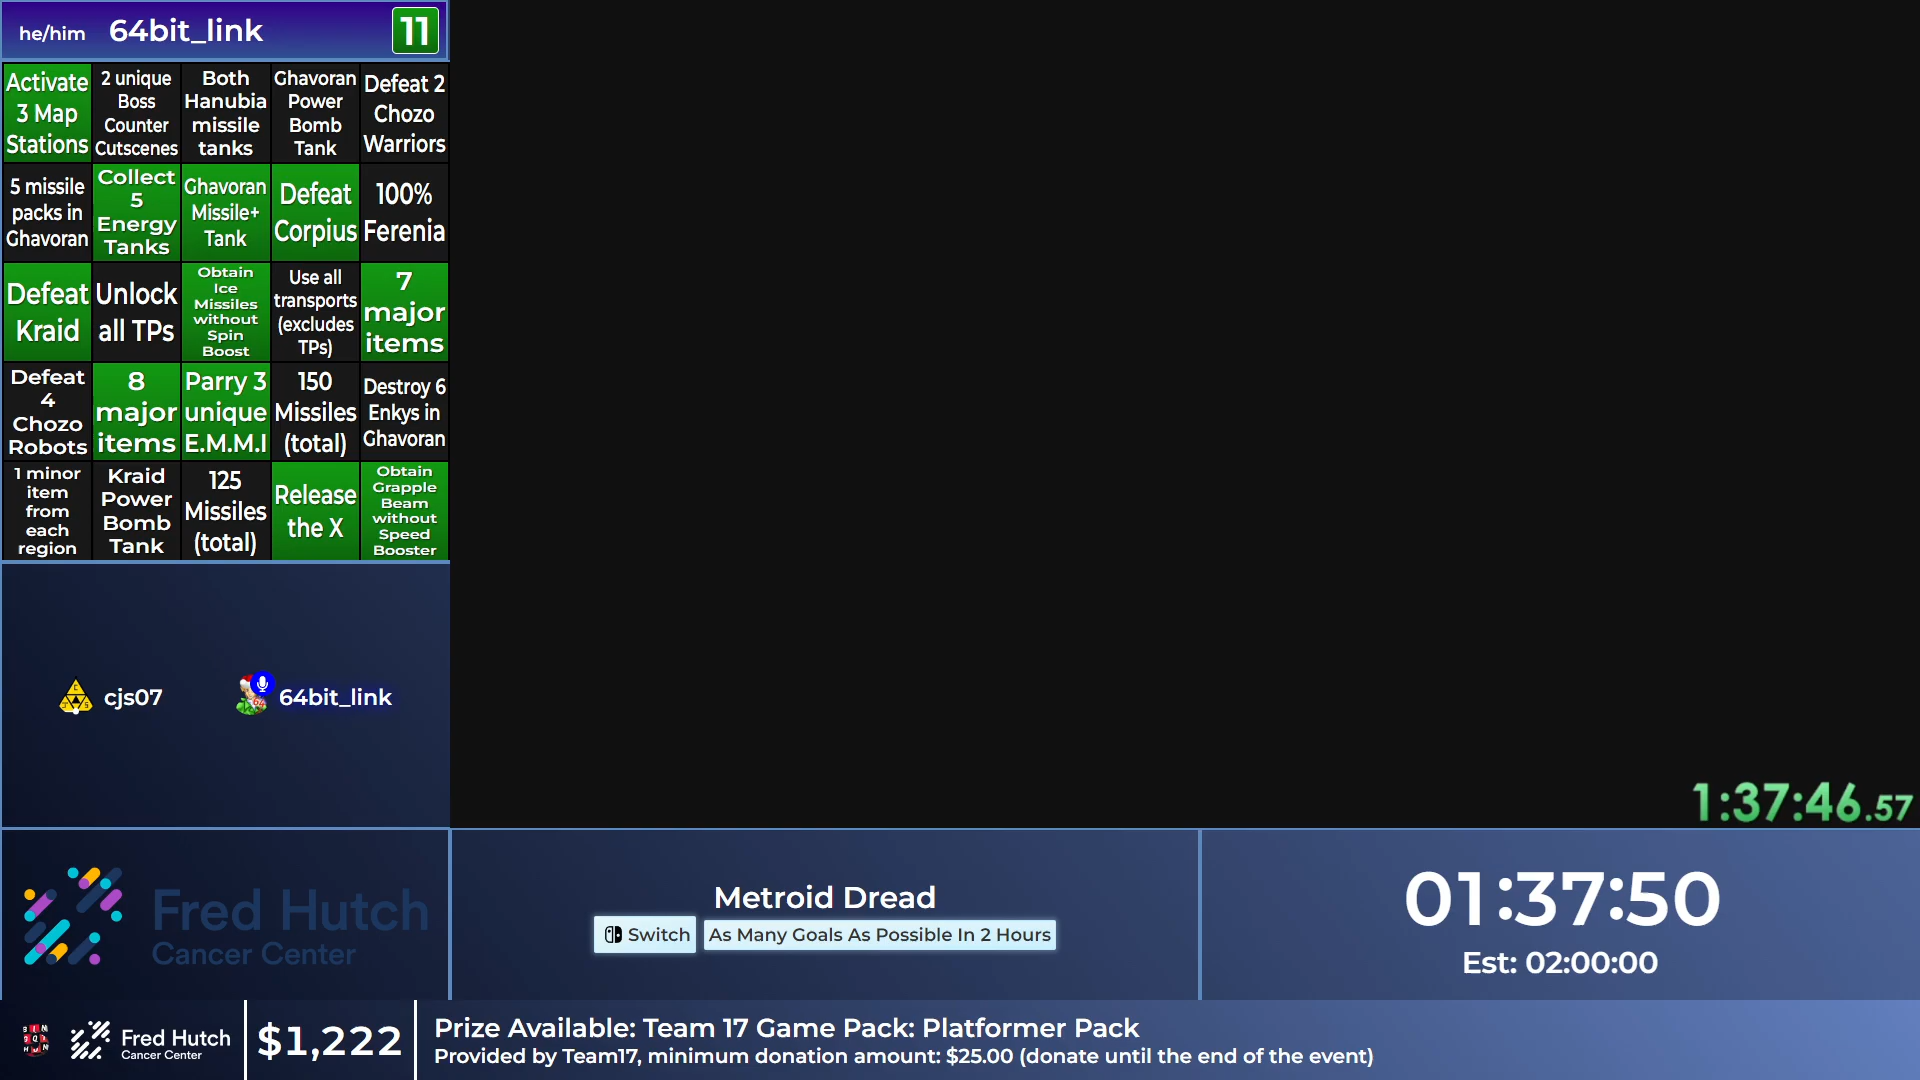 he/him 64bit_link 11
Activate
3 Map
Stations
2 unique
Boss
Counter
Cutscenes
Both
Hanubia
missile
tanks
Ghavoran
Power
Bomb
Tank
Defeat 2
Chozo
Warriors
5 missile
packs in
Ghavoran
Collect
5
Energy
Tanks
Ghavoran
Missile+
Tank
Defeat
Corpius
100%
Ferenia
Defeat
Kraid
Unlock
all TPs
Obtain
Ice
Missiles
without
Spin
Boost
Use all
transports
(excludes
TPs)
7
major
items
Defeat
4
Chozo
Robots
8
major
items
Parry 3
unique
E.M.M.I
150
Missiles
(total)
Destroy 6
Enkys in
Ghavoran
1 minor
item
from
each
region
Kraid
Power
Bomb
Tank
125
Missiles
(total)
Release
the X
Obtain
Grapple
Beam
without
Speed
Booster
cjs07 64bit_link
1:37:46.57
Fred Hutch
Cancer Center
Metroid Dread
Switch As Many Goals As Possible In 2 Hours
01:37:50
Est: 02:00:00
Fred Hutch
Cancer Center
$1,222
Prize Available: Team 17 Game Pack: Platformer Pack
Provided by Team17, minimum donation amount: $25.00 (donate until the end of the event)